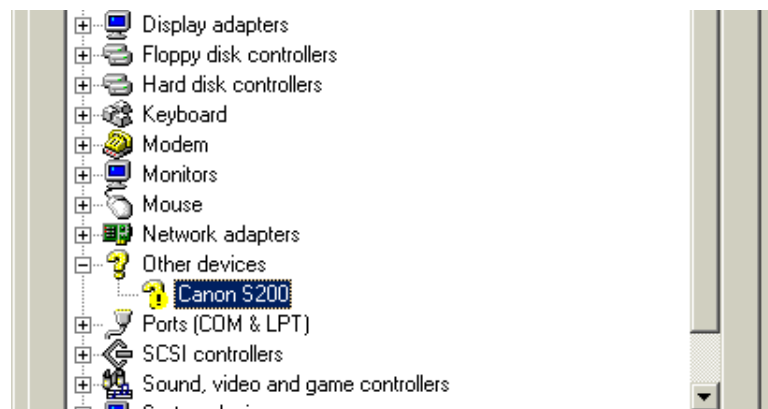 Display adapters
Floppy disk controllers
Hard disk controllers
Keyboard
Modem
Monitors
Mouse
Network adapters
Other devices
Canon S200
Ports (COM & LPT)
SCSI controllers
Sound, video and game controllers